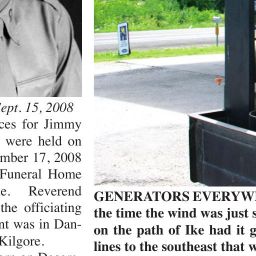 Sept. 15, 2008
ces for Jimmy
were held on
mber 17, 2008
Funeral Home
e. Reverend
the officiating
nt was in Dan-
Kilgore.
GENERATORS EVERYW
the time the wind was just s
on the path of Ike had it g
lines to the southeast that w